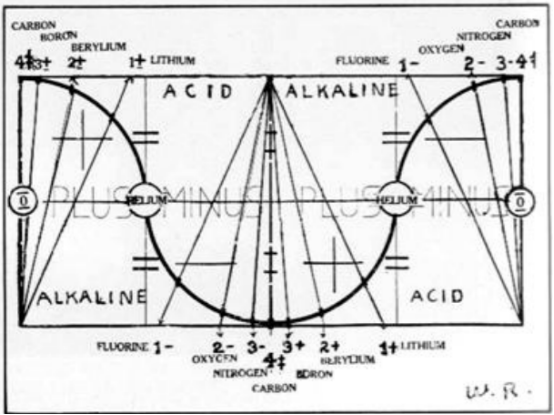 CARBON
BORON
BERYLIUM
4± 3+ 2+ 1+ LITHIUM
CARBON
NITROGEN
OXYGEN
FLUORINE 1- 2- 3- 4±
ACID ALKALINE
0 PLUS HELIUM MINUS PLUS HELIUM MINUS 0
ALKALINE ACID
FLUORINE 1- 2- 3- 4± 3+ 2+ 1+ LITHIUM
OXYGEN BERYLIUM
NITROGEN BORON
CARBON
W.R.